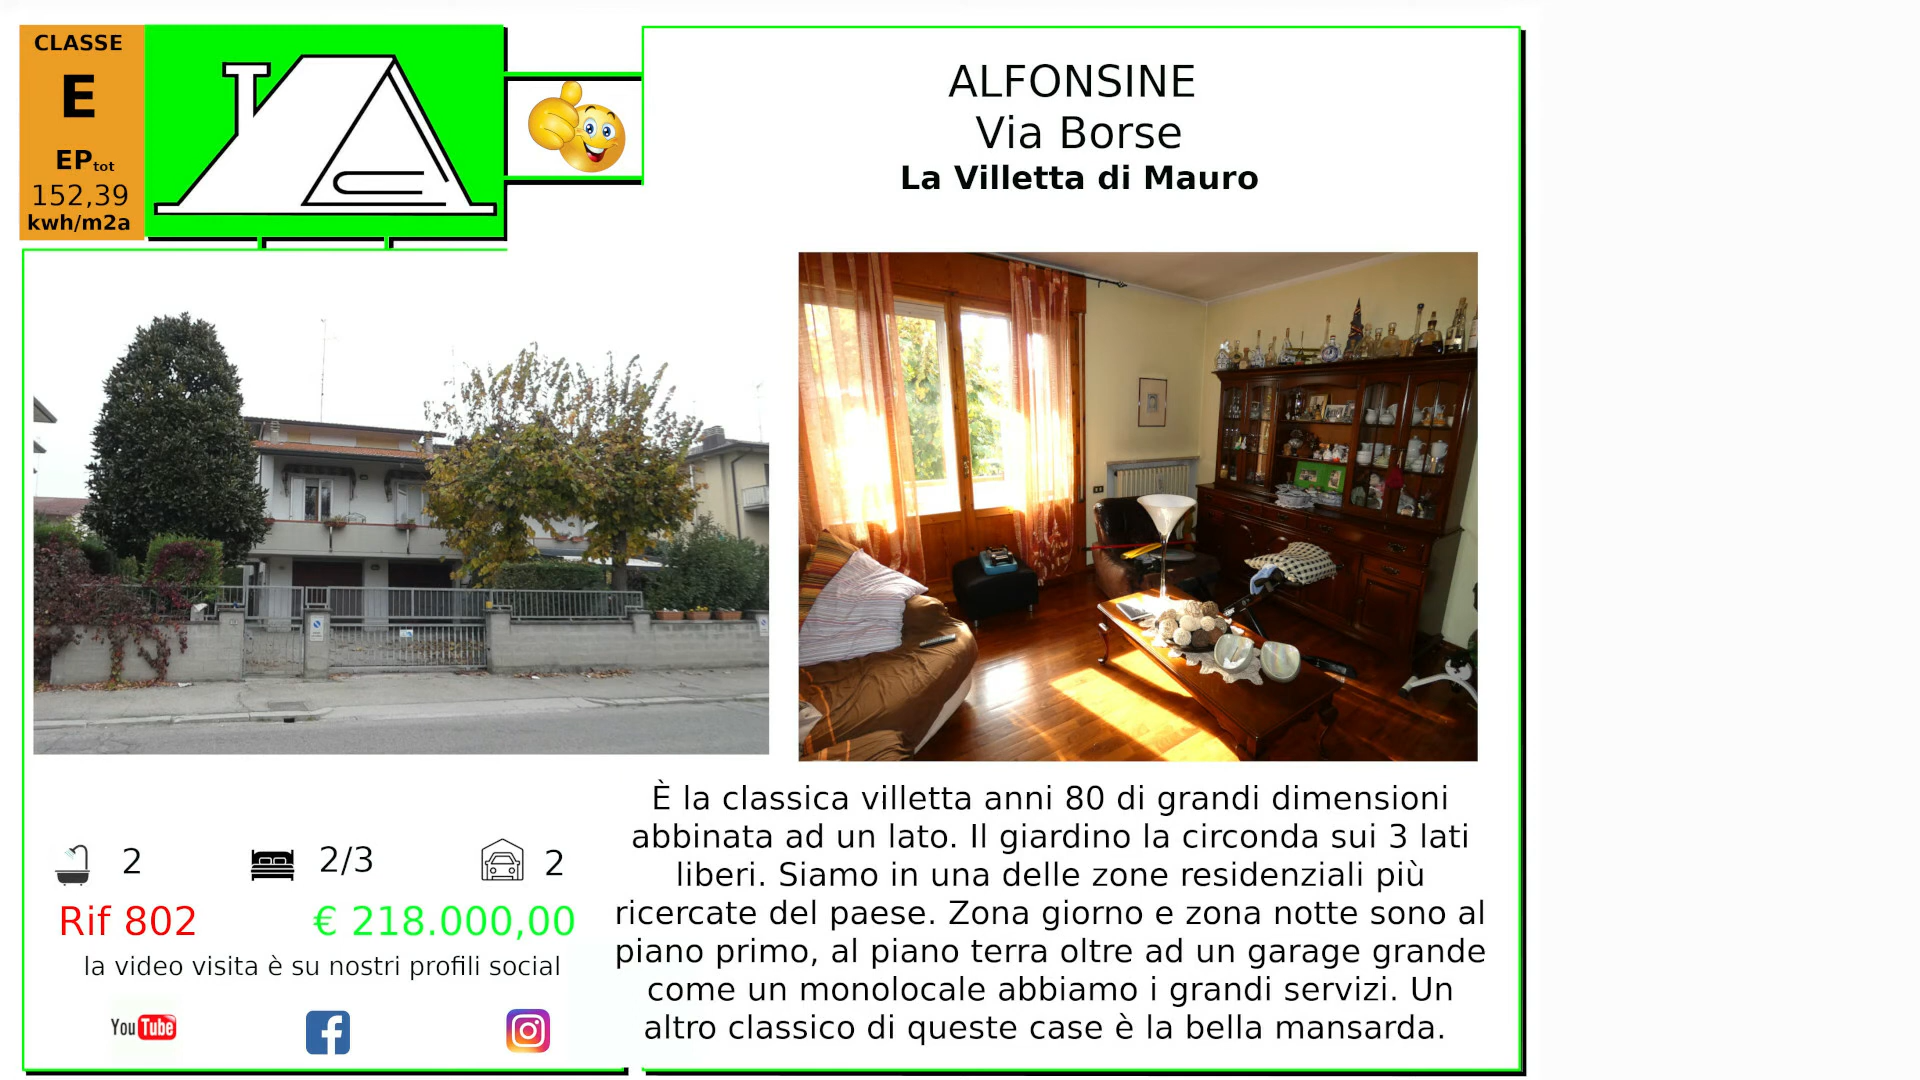 CLASSE
E
EPtot
152,39
kwh/m2a
ALFONSINE
Via Borse
La Villetta di Mauro
2
2/3
2
Rif 802
€ 218.000,00
la video visita è su nostri profili social
YouTube
È la classica villetta anni 80 di grandi dimensioni
abbinata ad un lato. Il giardino la circonda sui 3 lati
liberi. Siamo in una delle zone residenziali più
ricercate del paese. Zona giorno e zona notte sono al
piano primo, al piano terra oltre ad un garage grande
come un monolocale abbiamo i grandi servizi. Un
altro classico di queste case è la bella mansarda.